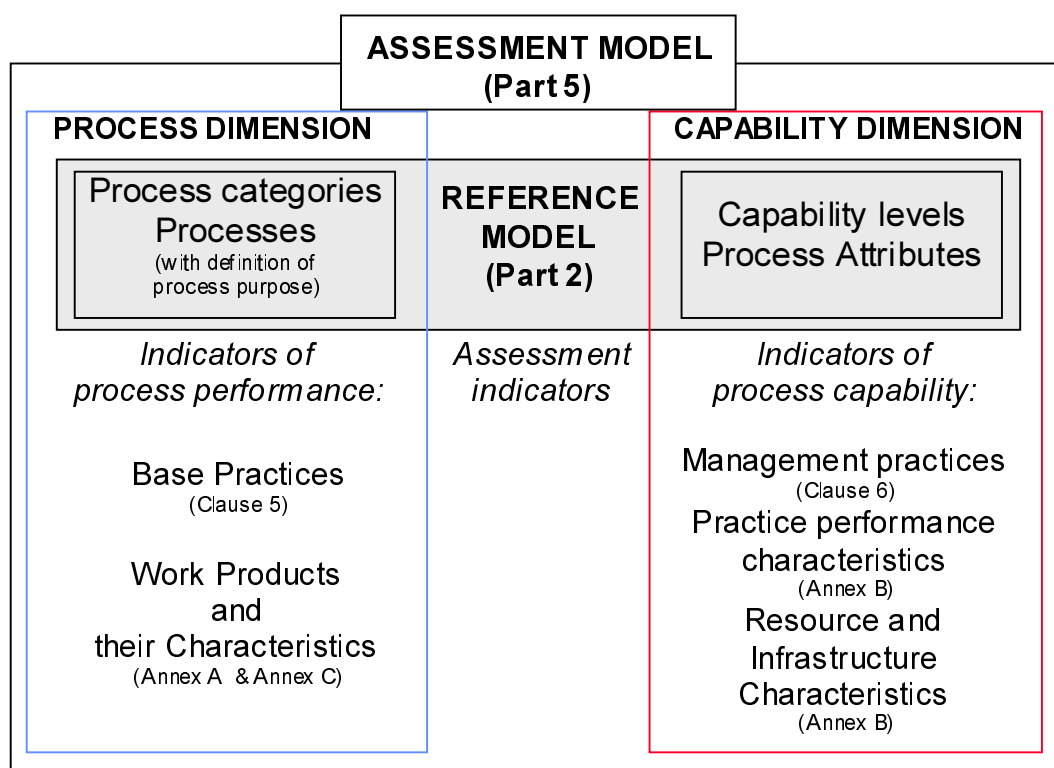 ASSESSMENT MODEL
(Part 5)
PROCESS DIMENSION
CAPABILITY DIMENSION
Process categories
Processes
(with definition of
process purpose)
REFERENCE
MODEL
(Part 2)
Capability levels
Process Attributes
Indicators of
process performance:
Assessment
indicators
Indicators of
process capability:
Base Practices
(Clause 5)
Work Products
and
their Characteristics
(Annex A & Annex C)
Management practices
(Clause 6)
Practice performance
characteristics
(Annex B)
Resource and
Infrastructure
Characteristics
(Annex B)